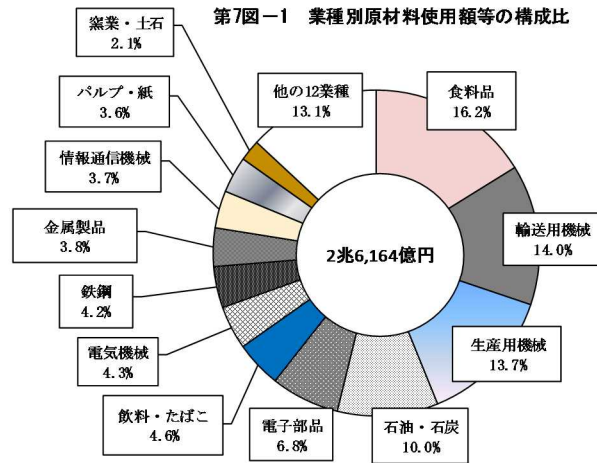 第7図－1　業種別原材料使用額等の構成比
食料品
16.2%
輸送用機械
14.0%
生産用機械
13.7%
石油・石炭
10.0%
電子部品
6.8%
飲料・たばこ
4.6%
電気機械
4.3%
鉄鋼
4.2%
金属製品
3.8%
情報通信機械
3.7%
パルプ・紙
3.6%
窯業・土石
2.1%
他の12業種
13.1%
2兆6,164億円